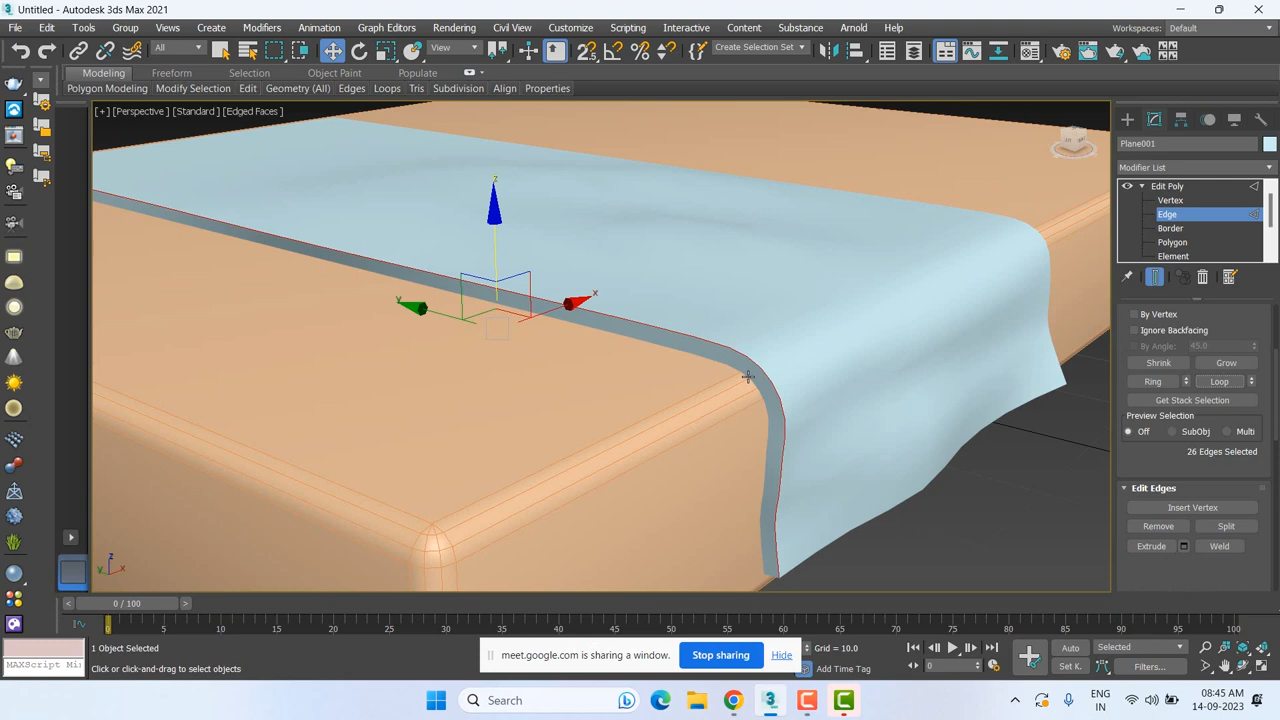 Untitled - Autodesk 3ds Max 2021
File Edit Tools Group Views Create Modifiers Animation Graph Editors Rendering Civil View Customize Scripting Interactive Content Substance Arnold Help
Workspaces: Default
All View Create Selection Set
Modeling Freeform Selection Object Paint Populate
Polygon Modeling Modify Selection Edit Geometry (All) Edges Loops Tris Subdivision Align Properties
[+] [Perspective] [Standard] [Edged Faces]
Plane001
Modifier List
Edit Poly
Vertex
Edge
Border
Polygon
Element
By Vertex
Ignore Backfacing
By Angle: 45.0
Shrink Grow
Ring Loop
Get Stack Selection
Preview Selection
Off SubObj Multi
26 Edges Selected
Edit Edges
Insert Vertex
Remove Split
Extrude Weld
z
x
y
z
y x
< 0 / 100 >
0 5 10 15 20 25 30 35 40 45 50 55 60 65 70 75 80 85 90 95 100
1 Object Selected
Click or click-and-drag to select objects
MAXScript Mi
meet.google.com is sharing a window. Stop sharing Hide
Grid = 10.0
Add Time Tag
0
Auto Selected
Set K. Filters...
Search
ENG
IN
08:45 AM
14-09-2023